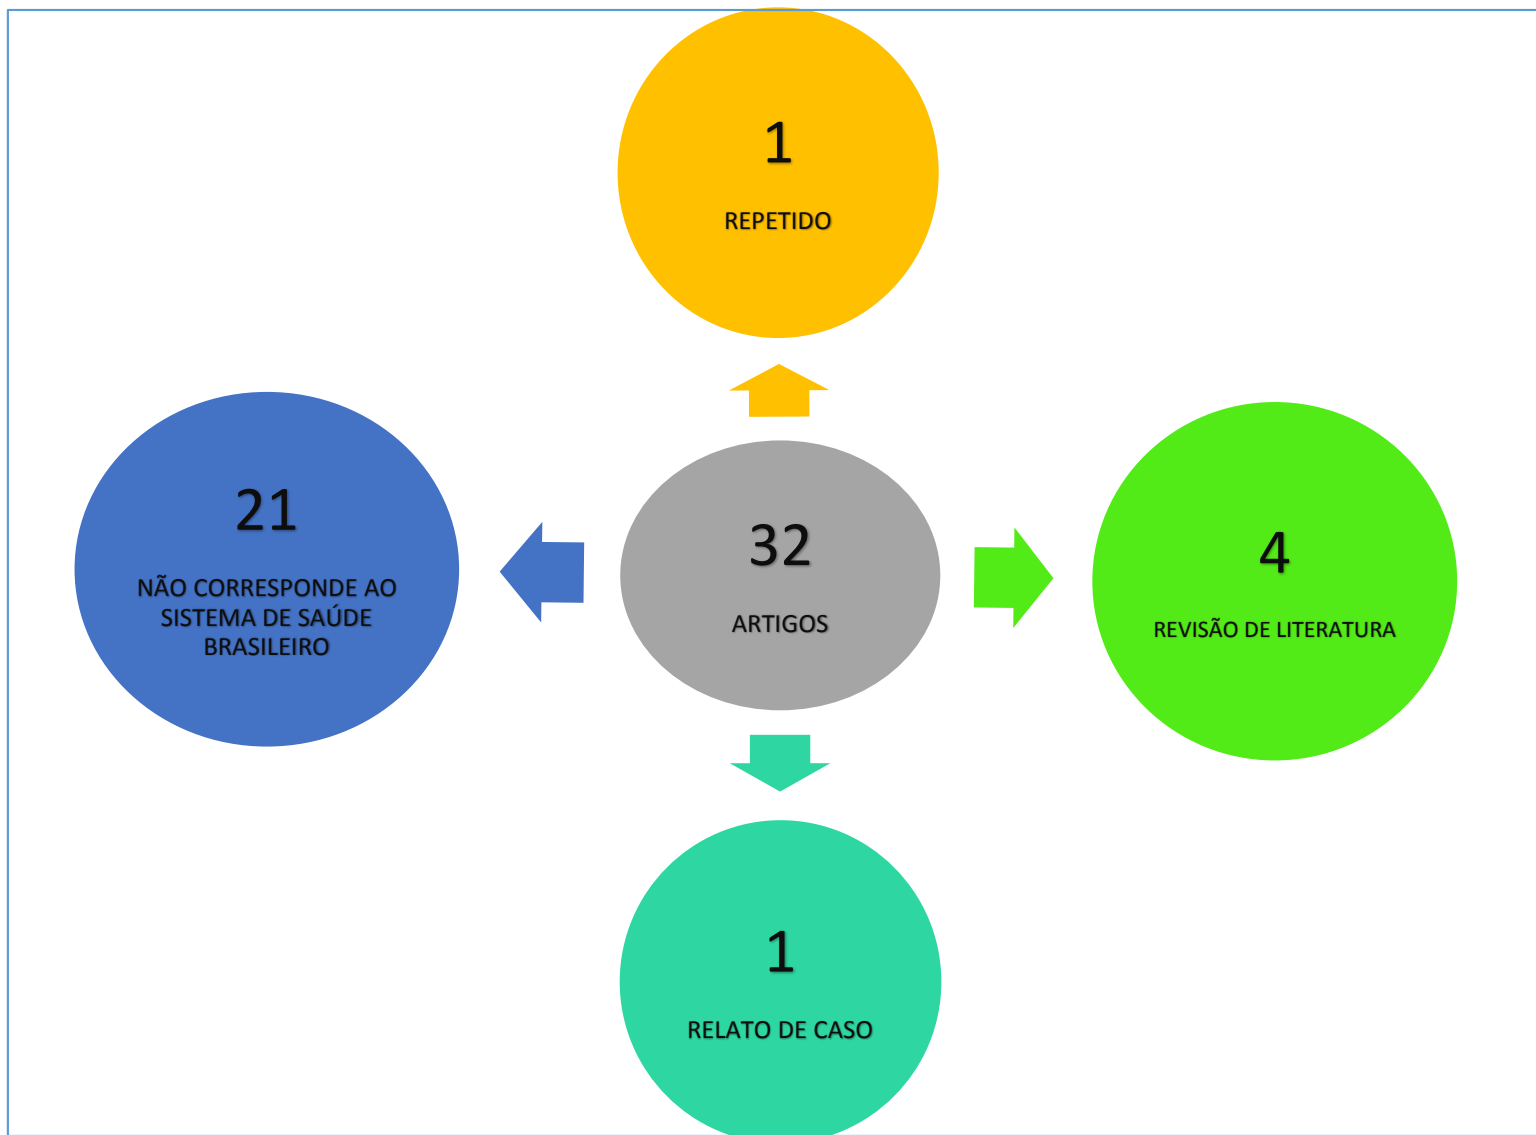 1
REPETIDO
21
NÃO CORRESPONDE AO
SISTEMA DE SAÚDE
BRASILEIRO
32
ARTIGOS
4
REVISÃO DE LITERATURA
1
RELATO DE CASO